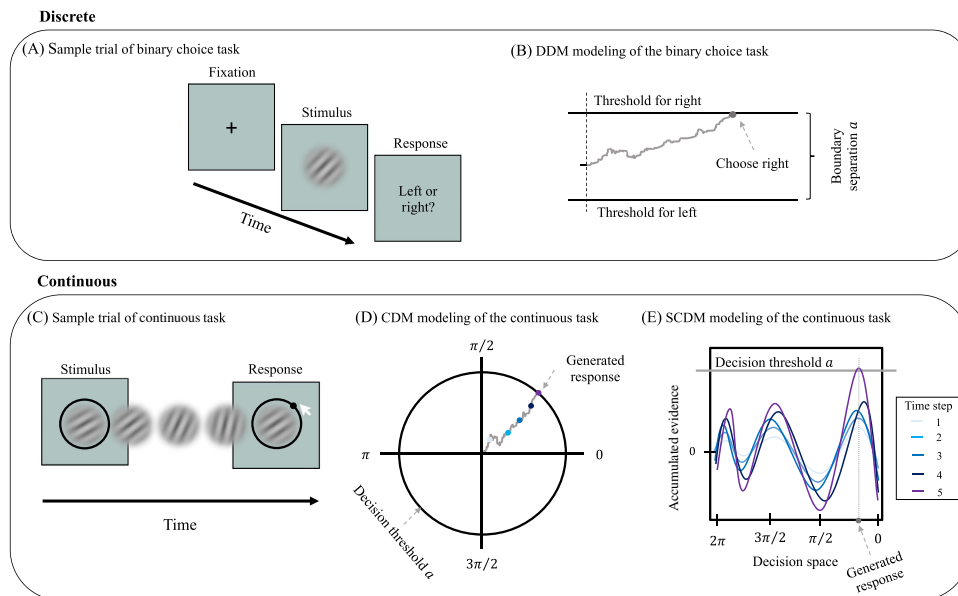 Discrete
(A) Sample trial of binary choice task
Fixation
+
Stimulus
Response
Left or
right?
Time
(B) DDM modeling of the binary choice task
Threshold for right
Choose right
Threshold for left
Boundary
separation a
Continuous
(C) Sample trial of continuous task
Stimulus
Response
Time
(D) CDM modeling of the continuous task
π/2
Generated
response
π
0
Decision threshold a
3π/2
(E) SCDM modeling of the continuous task
Decision threshold a
Accumulated evidence
0
Time step
1
2
3
4
5
2π
3π/2
π/2
0
Decision space
Generated
response